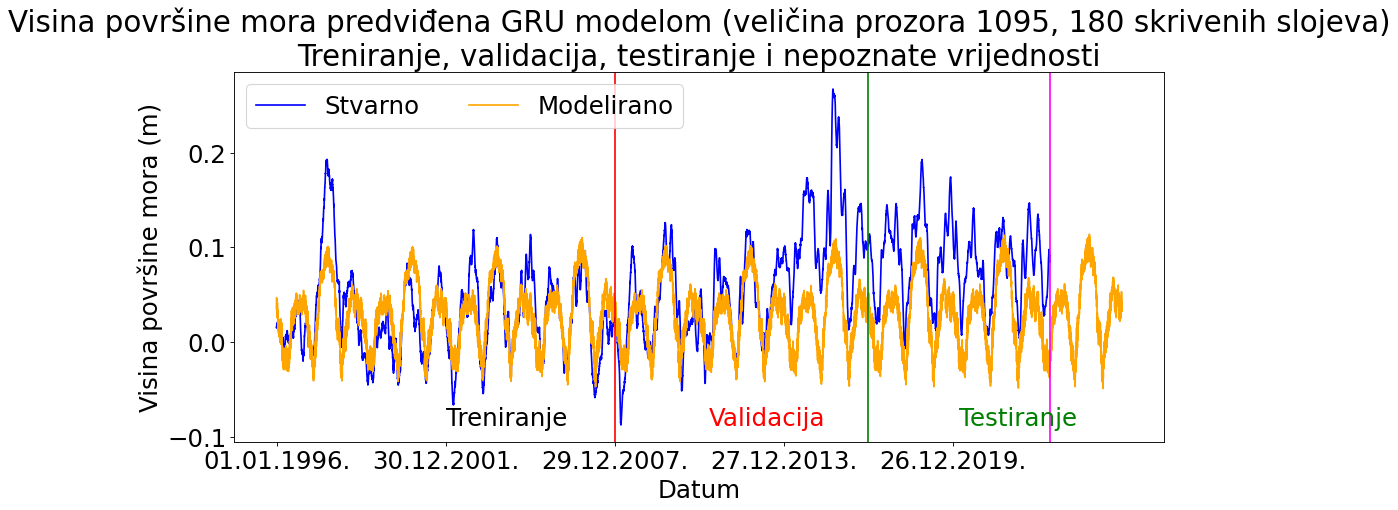 Visina površine mora predviđena GRU modelom (veličina prozora 1095, 180 skrivenih slojeva)
Treniranje, validacija, testiranje i nepoznate vrijednosti
Stvarno Modelirano
Visina površine mora (m)
0.2
0.1
0.0
−0.1
Treniranje Validacija Testiranje
01.01.1996. 30.12.2001. 29.12.2007. 27.12.2013. 26.12.2019.
Datum